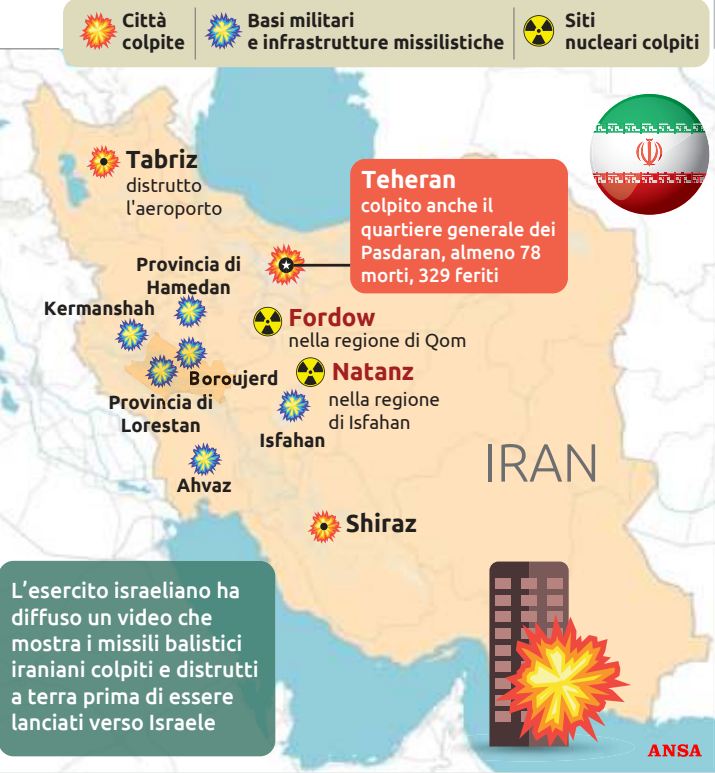 Città
colpite
Basi militari
e infrastrutture missilistiche
Siti
nucleari colpiti
Tabriz
distrutto
l'aeroporto
Teheran
colpito anche il
quartiere generale dei
Pasdaran, almeno 78
morti, 329 feriti
Provincia di
Hamedan
Kermanshah
Fordow
nella regione di Qom
Boroujerd
Natanz
nella regione
di Isfahan
Provincia di
Lorestan
Isfahan
IRAN
Ahvaz
Shiraz
L'esercito israeliano ha
diffuso un video che
mostra i missili balistici
iraniani colpiti e distrutti
a terra prima di essere
lanciati verso Israele
ANSA